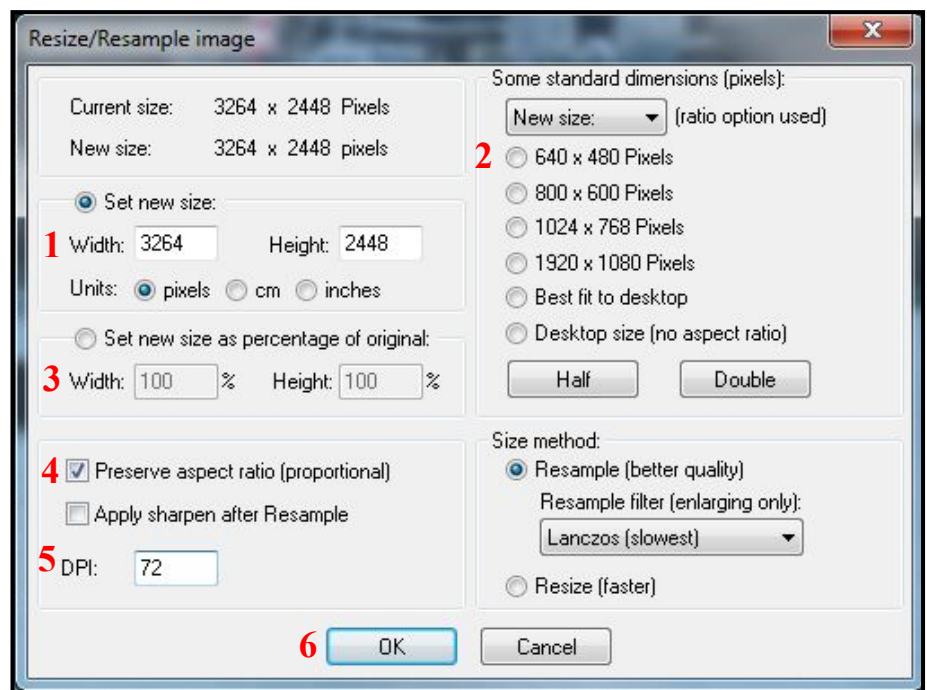 Resize/Resample image
Current size: 3264 x 2448 Pixels
New size: 3264 x 2448 pixels
Set new size:
1 Width: 3264 Height: 2448
Units: pixels cm inches
Set new size as percentage of original:
3 Width: 100 % Height: 100 %
4 Preserve aspect ratio (proportional)
Apply sharpen after Resample
5 DPI: 72
Some standard dimensions (pixels):
New size: (ratio option used)
2 640 x 480 Pixels
800 x 600 Pixels
1024 x 768 Pixels
1920 x 1080 Pixels
Best fit to desktop
Desktop size (no aspect ratio)
Half Double
Size method:
Resample (better quality)
Resample filter (enlarging only):
Lanczos (slowest)
Resize (faster)
6 OK Cancel